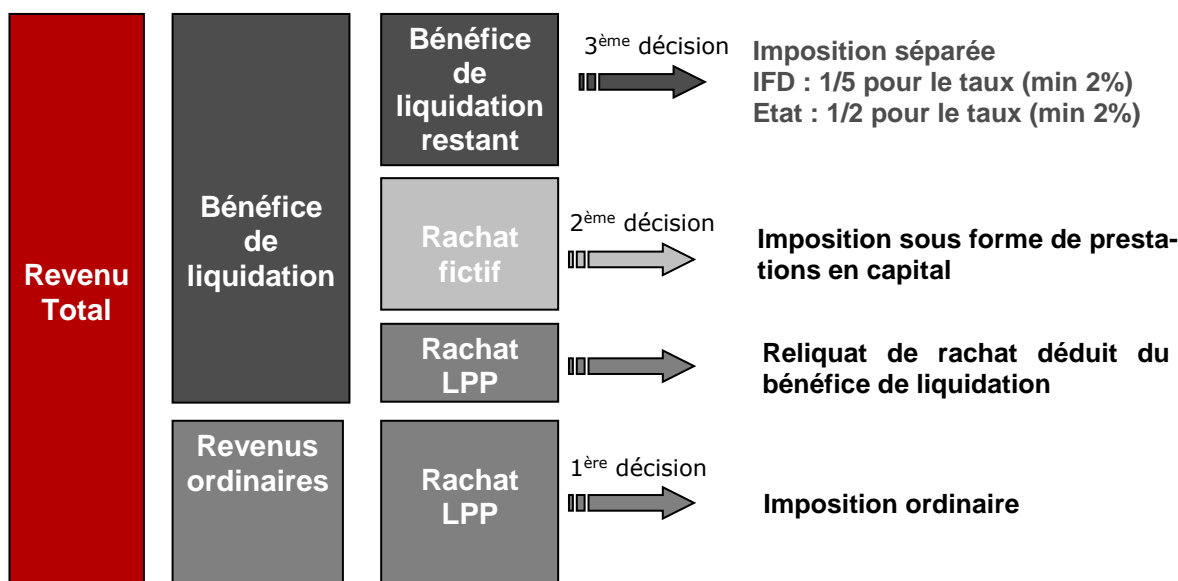 Revenu
Total
Bénéfice
de
liquidation
Bénéfice
de
liquidation
restant
3ème décision
Imposition séparée
IFD : 1/5 pour le taux (min 2%)
Etat : 1/2 pour le taux (min 2%)
Rachat
fictif
2ème décision
Imposition sous forme de presta-
tions en capital
Rachat
LPP
Reliquat de rachat déduit du
bénéfice de liquidation
Revenus
ordinaires
Rachat
LPP
1ère décision
Imposition ordinaire